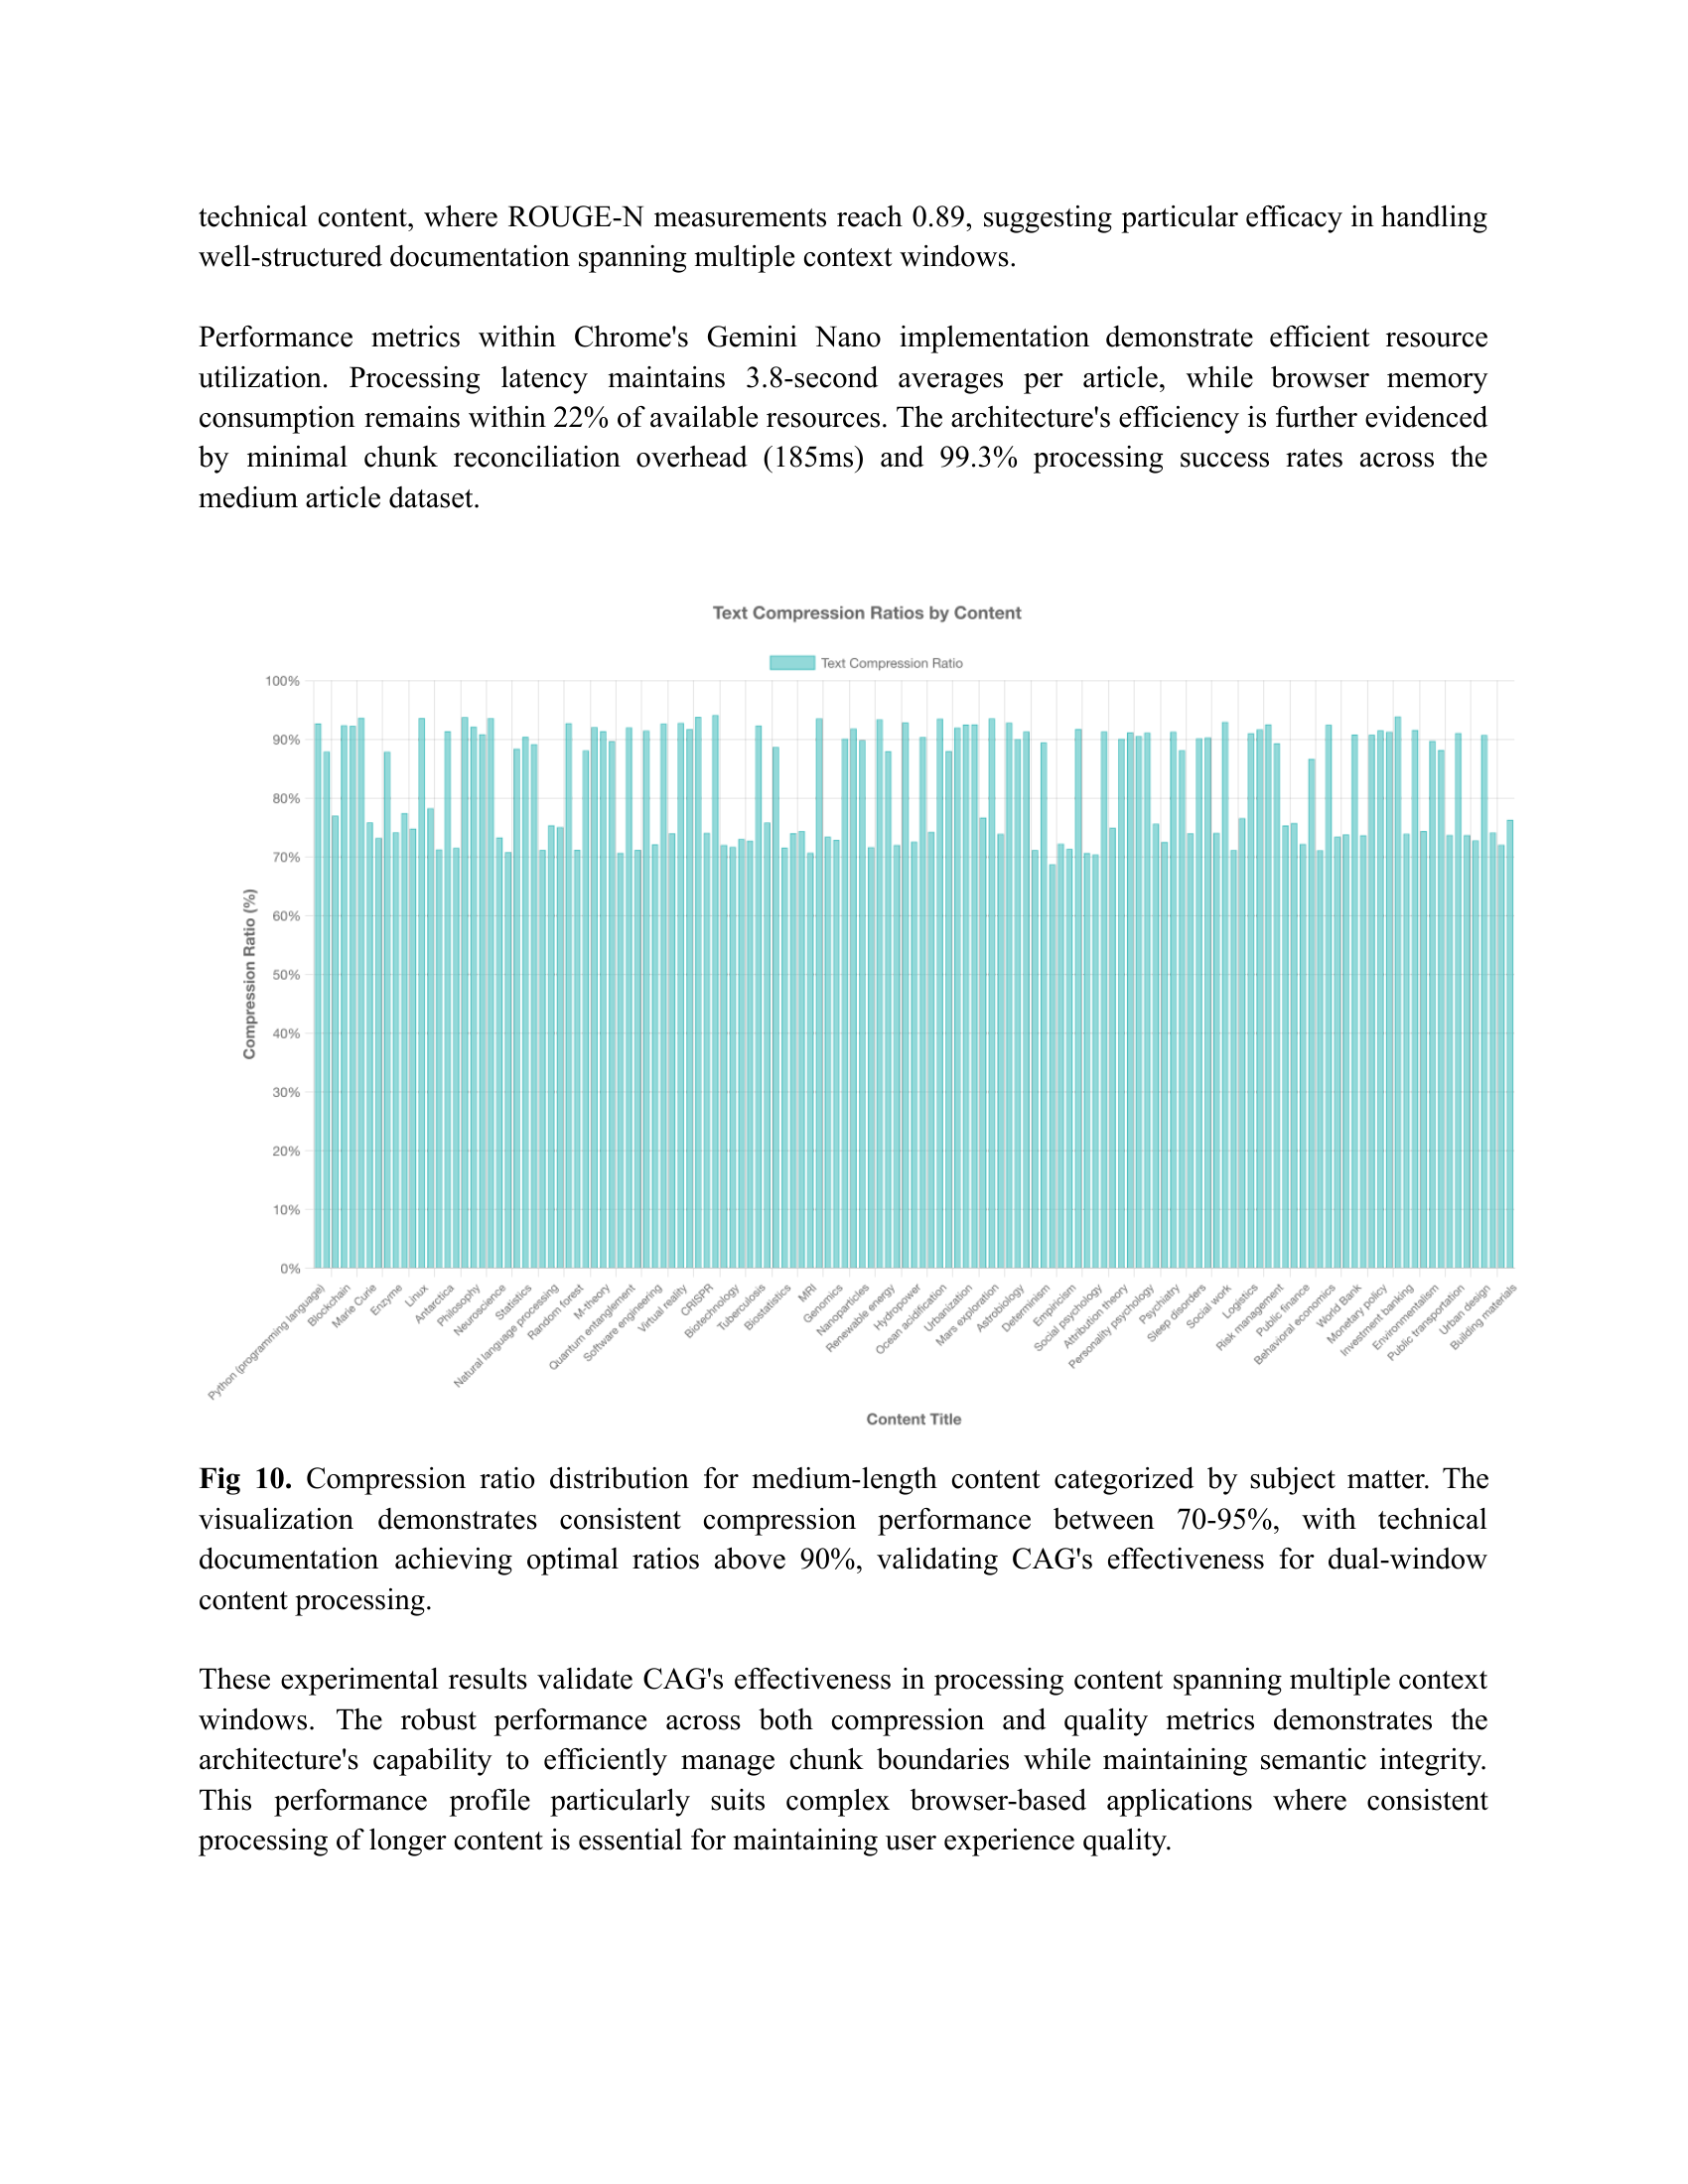 technical content, where ROUGE-N measurements reach 0.89, suggesting particular efficacy in handling
well-structured documentation spanning multiple context windows.
Performance metrics within Chrome's Gemini Nano implementation demonstrate efficient resource
utilization. Processing latency maintains 3.8-second averages per article, while browser memory
consumption remains within 22% of available resources. The architecture's efficiency is further evidenced
by minimal chunk reconciliation overhead (185ms) and 99.3% processing success rates across the
medium article dataset.
Text Compression Ratios by Content
Text Compression Ratio
100%
90%
80%
70%
60%
50%
40%
30%
20%
10%
0%
Compression Ratio (%)
Python (programming language)
Blockchain
Marie Curie
Enzyme
Linux
Antarctica
Philosophy
Neuroscience
Statistics
Natural language processing
Random forest
M-theory
Quantum entanglement
Software engineering
Virtual reality
CRISPR
Biotechnology
Tuberculosis
Biostatistics
MRI
Genomics
Nanoparticles
Renewable energy
Hydropower
Ocean acidification
Urbanization
Mars exploration
Astrobiology
Determinism
Empiricism
Social psychology
Attribution theory
Personality psychology
Psychiatry
Sleep disorders
Social work
Logistics
Risk management
Public finance
Behavioral economics
World Bank
Monetary policy
Investment banking
Environmentalism
Public transportation
Urban design
Building materials
Content Title
Fig 10. Compression ratio distribution for medium-length content categorized by subject matter. The
visualization demonstrates consistent compression performance between 70-95%, with technical
documentation achieving optimal ratios above 90%, validating CAG's effectiveness for dual-window
content processing.
These experimental results validate CAG's effectiveness in processing content spanning multiple context
windows. The robust performance across both compression and quality metrics demonstrates the
architecture's capability to efficiently manage chunk boundaries while maintaining semantic integrity.
This performance profile particularly suits complex browser-based applications where consistent
processing of longer content is essential for maintaining user experience quality.